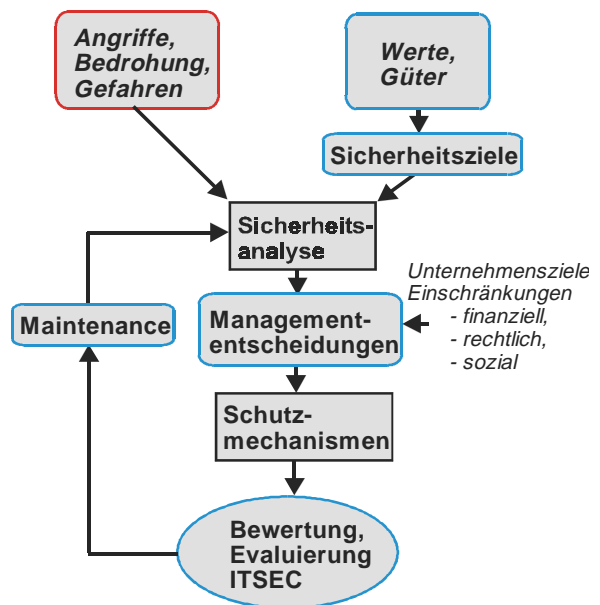 Angriffe,
Bedrohung,
Gefahren
Werte,
Güter
Sicherheitsziele
Sicherheits-
analyse
Unternehmensziele
Einschränkungen
- finanziell,
- rechtlich,
- sozial
Maintenance
Management-
entscheidungen
Schutz-
mechanismen
Bewertung,
Evaluierung
ITSEC